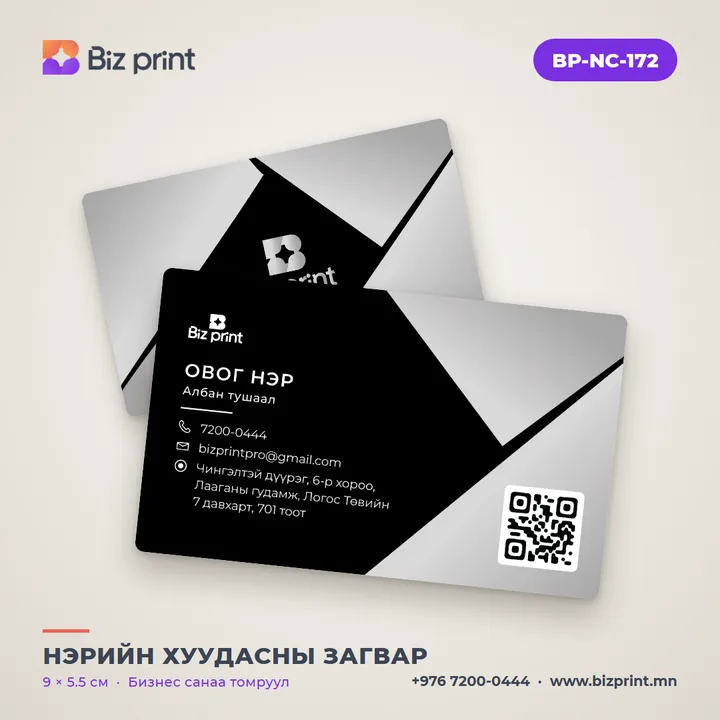 Biz print
BP-NC-172
B
print
Biz print
ОВОГ НЭР
Албан тушаал
7200-0444
bizprintpro@gmail.com
Чингэлтэй дүүрэг, 6-р хороо,
Лааганы гудамж, Логос Төвийн
7 давхарт, 701 тоот
НЭРИЙН ХУУДАСНЫ ЗАГВАР
9 × 5.5 см · Бизнес санаа томруул
+976 7200-0444 · www.bizprint.mn